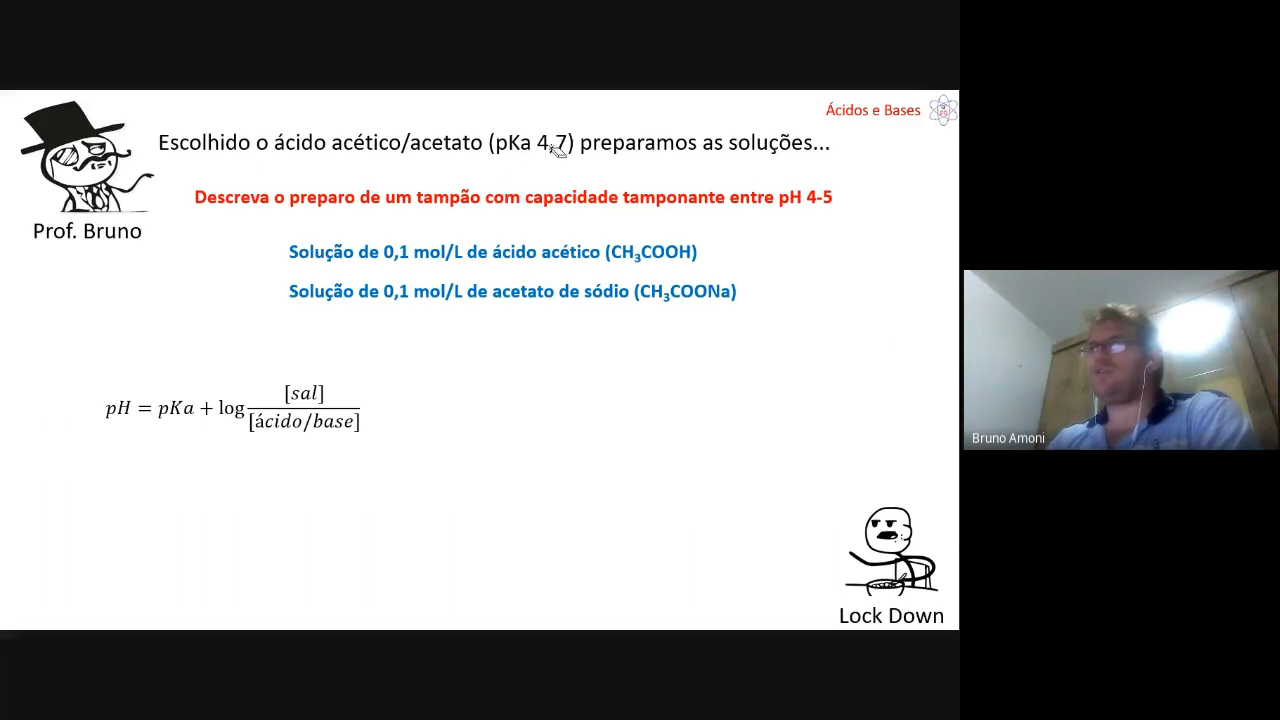 Ácidos e Bases
Escolhido o ácido acético/acetato (pKa 4,7) preparamos as soluções...
Descreva o preparo de um tampão com capacidade tamponante entre pH 4-5
Prof. Bruno
Solução de 0,1 mol/L de ácido acético (CH₃COOH)
Solução de 0,1 mol/L de acetato de sódio (CH₃COONa)
pH = pKa + log [sal]
[ácido/base]
Bruno Amoni
Lock Down